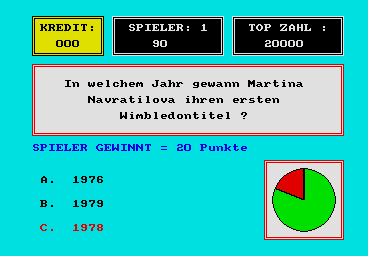 KREDIT:
000
SPIELER: 1
90
TOP ZAHL :
20000
In welchem Jahr gewann Martina
Navratilova ihren ersten
Wimbledontitel ?
SPIELER GEWINNT = 20 Punkte
A. 1976
B. 1979
C. 1978